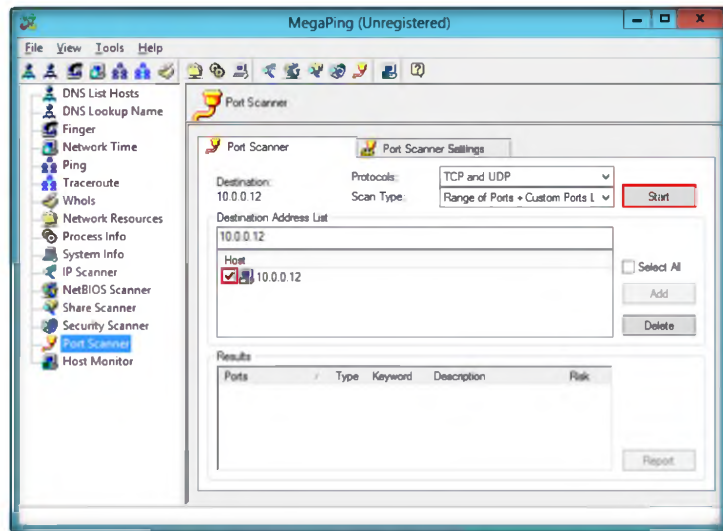 MegaPing (Unregistered)
File View Tools Help
DNS List Hosts
DNS Lookup Name
Finger
Network Time
Ping
Traceroute
Whols
Network Resources
Process Info
System Info
IP Scanner
NetBIOS Scanner
Share Scanner
Security Scanner
Port Scanner
Host Monitor
Port Scanner
Port Scanner
Port Scanner Settings
Destination:
10.0.0.12
Protocols:
TCP and UDP
Scan Type:
Range of Ports + Custom Ports L
Start
Destination Address List
10.0.0.12
Host
10.0.0.12
Select All
Add
Delete
Results
Ports Type Keyword Description Risk
Report